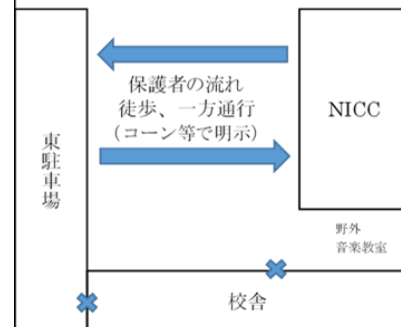 保護者の流れ
徒歩、一方通行
（コーン等で明示）
NICC
東駐車場
野外
音楽教室
校舎